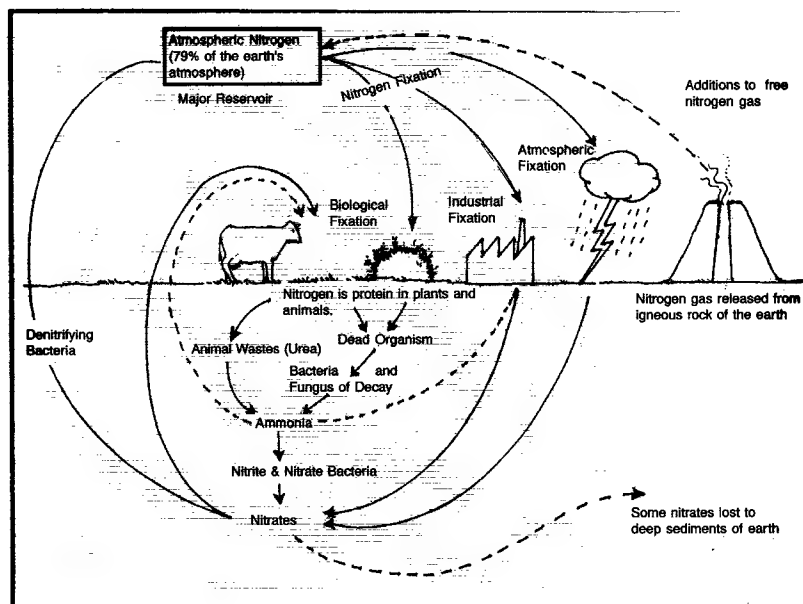 Atmospheric Nitrogen
(79% of the earth's
atmosphere)
Major Reservoir
Nitrogen Fixation
Additions to free
nitrogen gas
Atmospheric
Fixation
Biological
Fixation
Industrial
Fixation
Nitrogen is protein in plants and
animals.
Nitrogen gas released from
igneous rock of the earth
Denitrifying
Bacteria
Animal Wastes (Urea)
Dead Organism
Bacteria and
Fungus of Decay
Ammonia
Nitrite & Nitrate Bacteria
Nitrates
Some nitrates lost to
deep sediments of earth